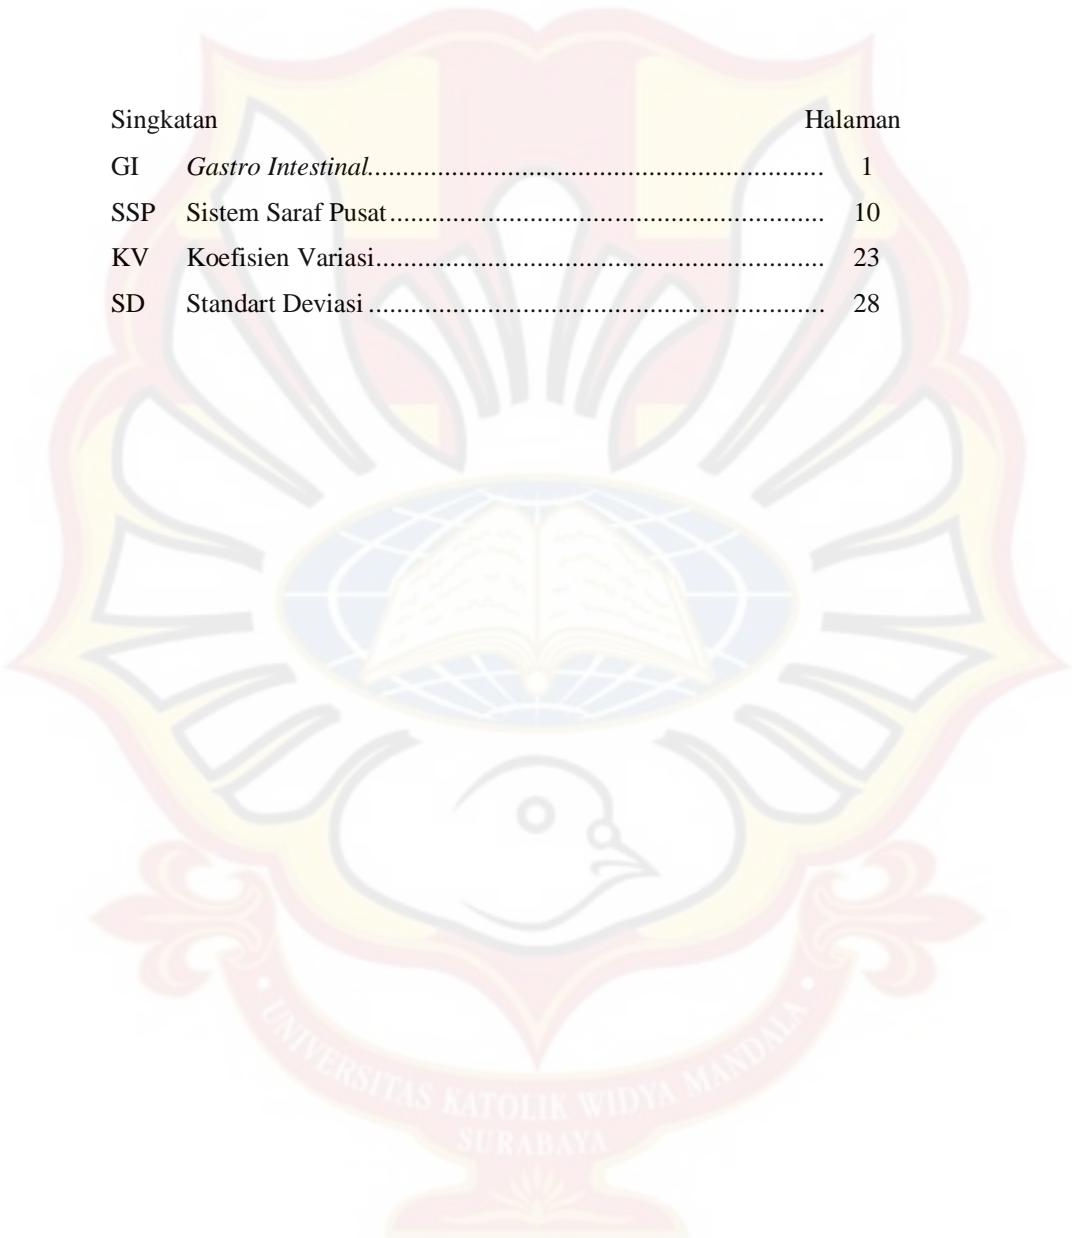 Singkatan Halaman
GI Gastro Intestinal.................................................................. 1
SSP Sistem Saraf Pusat............................................................... 10
KV Koefisien Variasi................................................................. 23
SD Standart Deviasi.................................................................. 28
• UNIVERSITAS KATOLIK WIDYA MANDALA •
SURABAYA